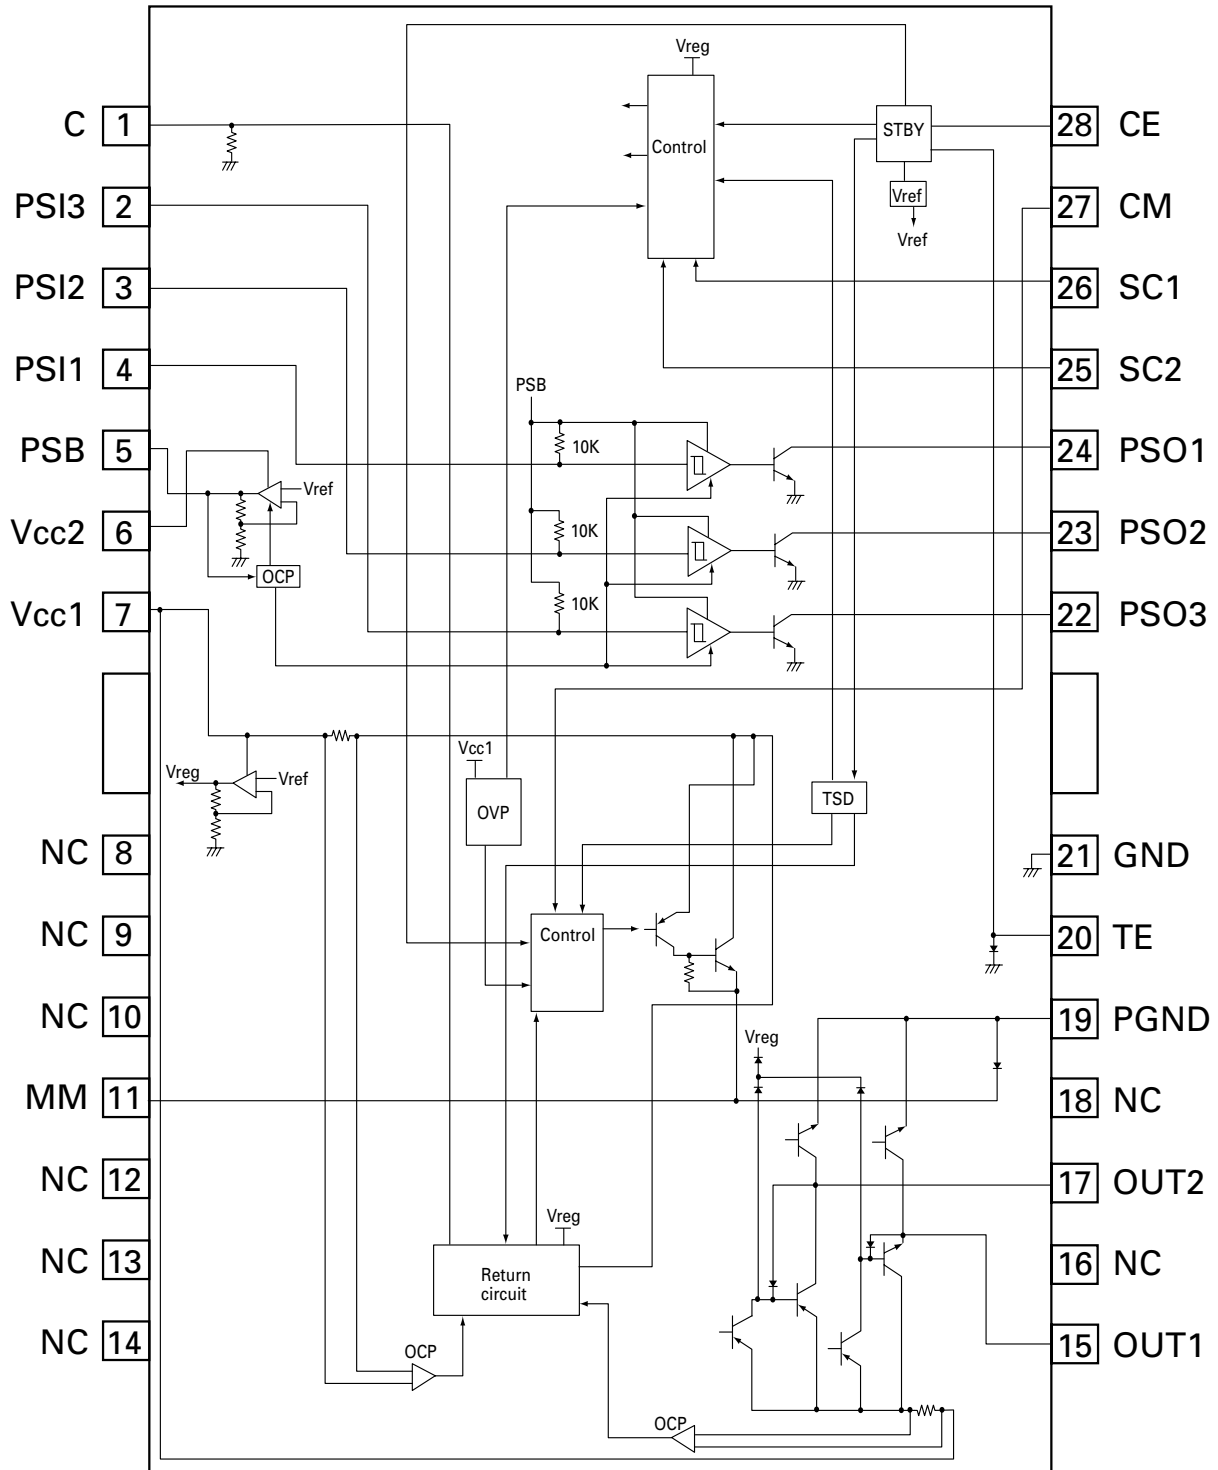 C 1
PSI3 2
PSI2 3
PSI1 4
PSB 5
Vcc2 6
Vcc1 7
NC 8
NC 9
NC 10
MM 11
NC 12
NC 13
NC 14
28 CE
27 CM
26 SC1
25 SC2
24 PSO1
23 PSO2
22 PSO3
21 GND
20 TE
19 PGND
18 NC
17 OUT2
16 NC
15 OUT1
Vreg
Control
STBY
Vref
Vref
PSB
10K
10K
10K
Vref
OCP
Vreg
Vref
Vcc1
OVP
TSD
Control
Vreg
Vreg
Return
circuit
OCP
OCP